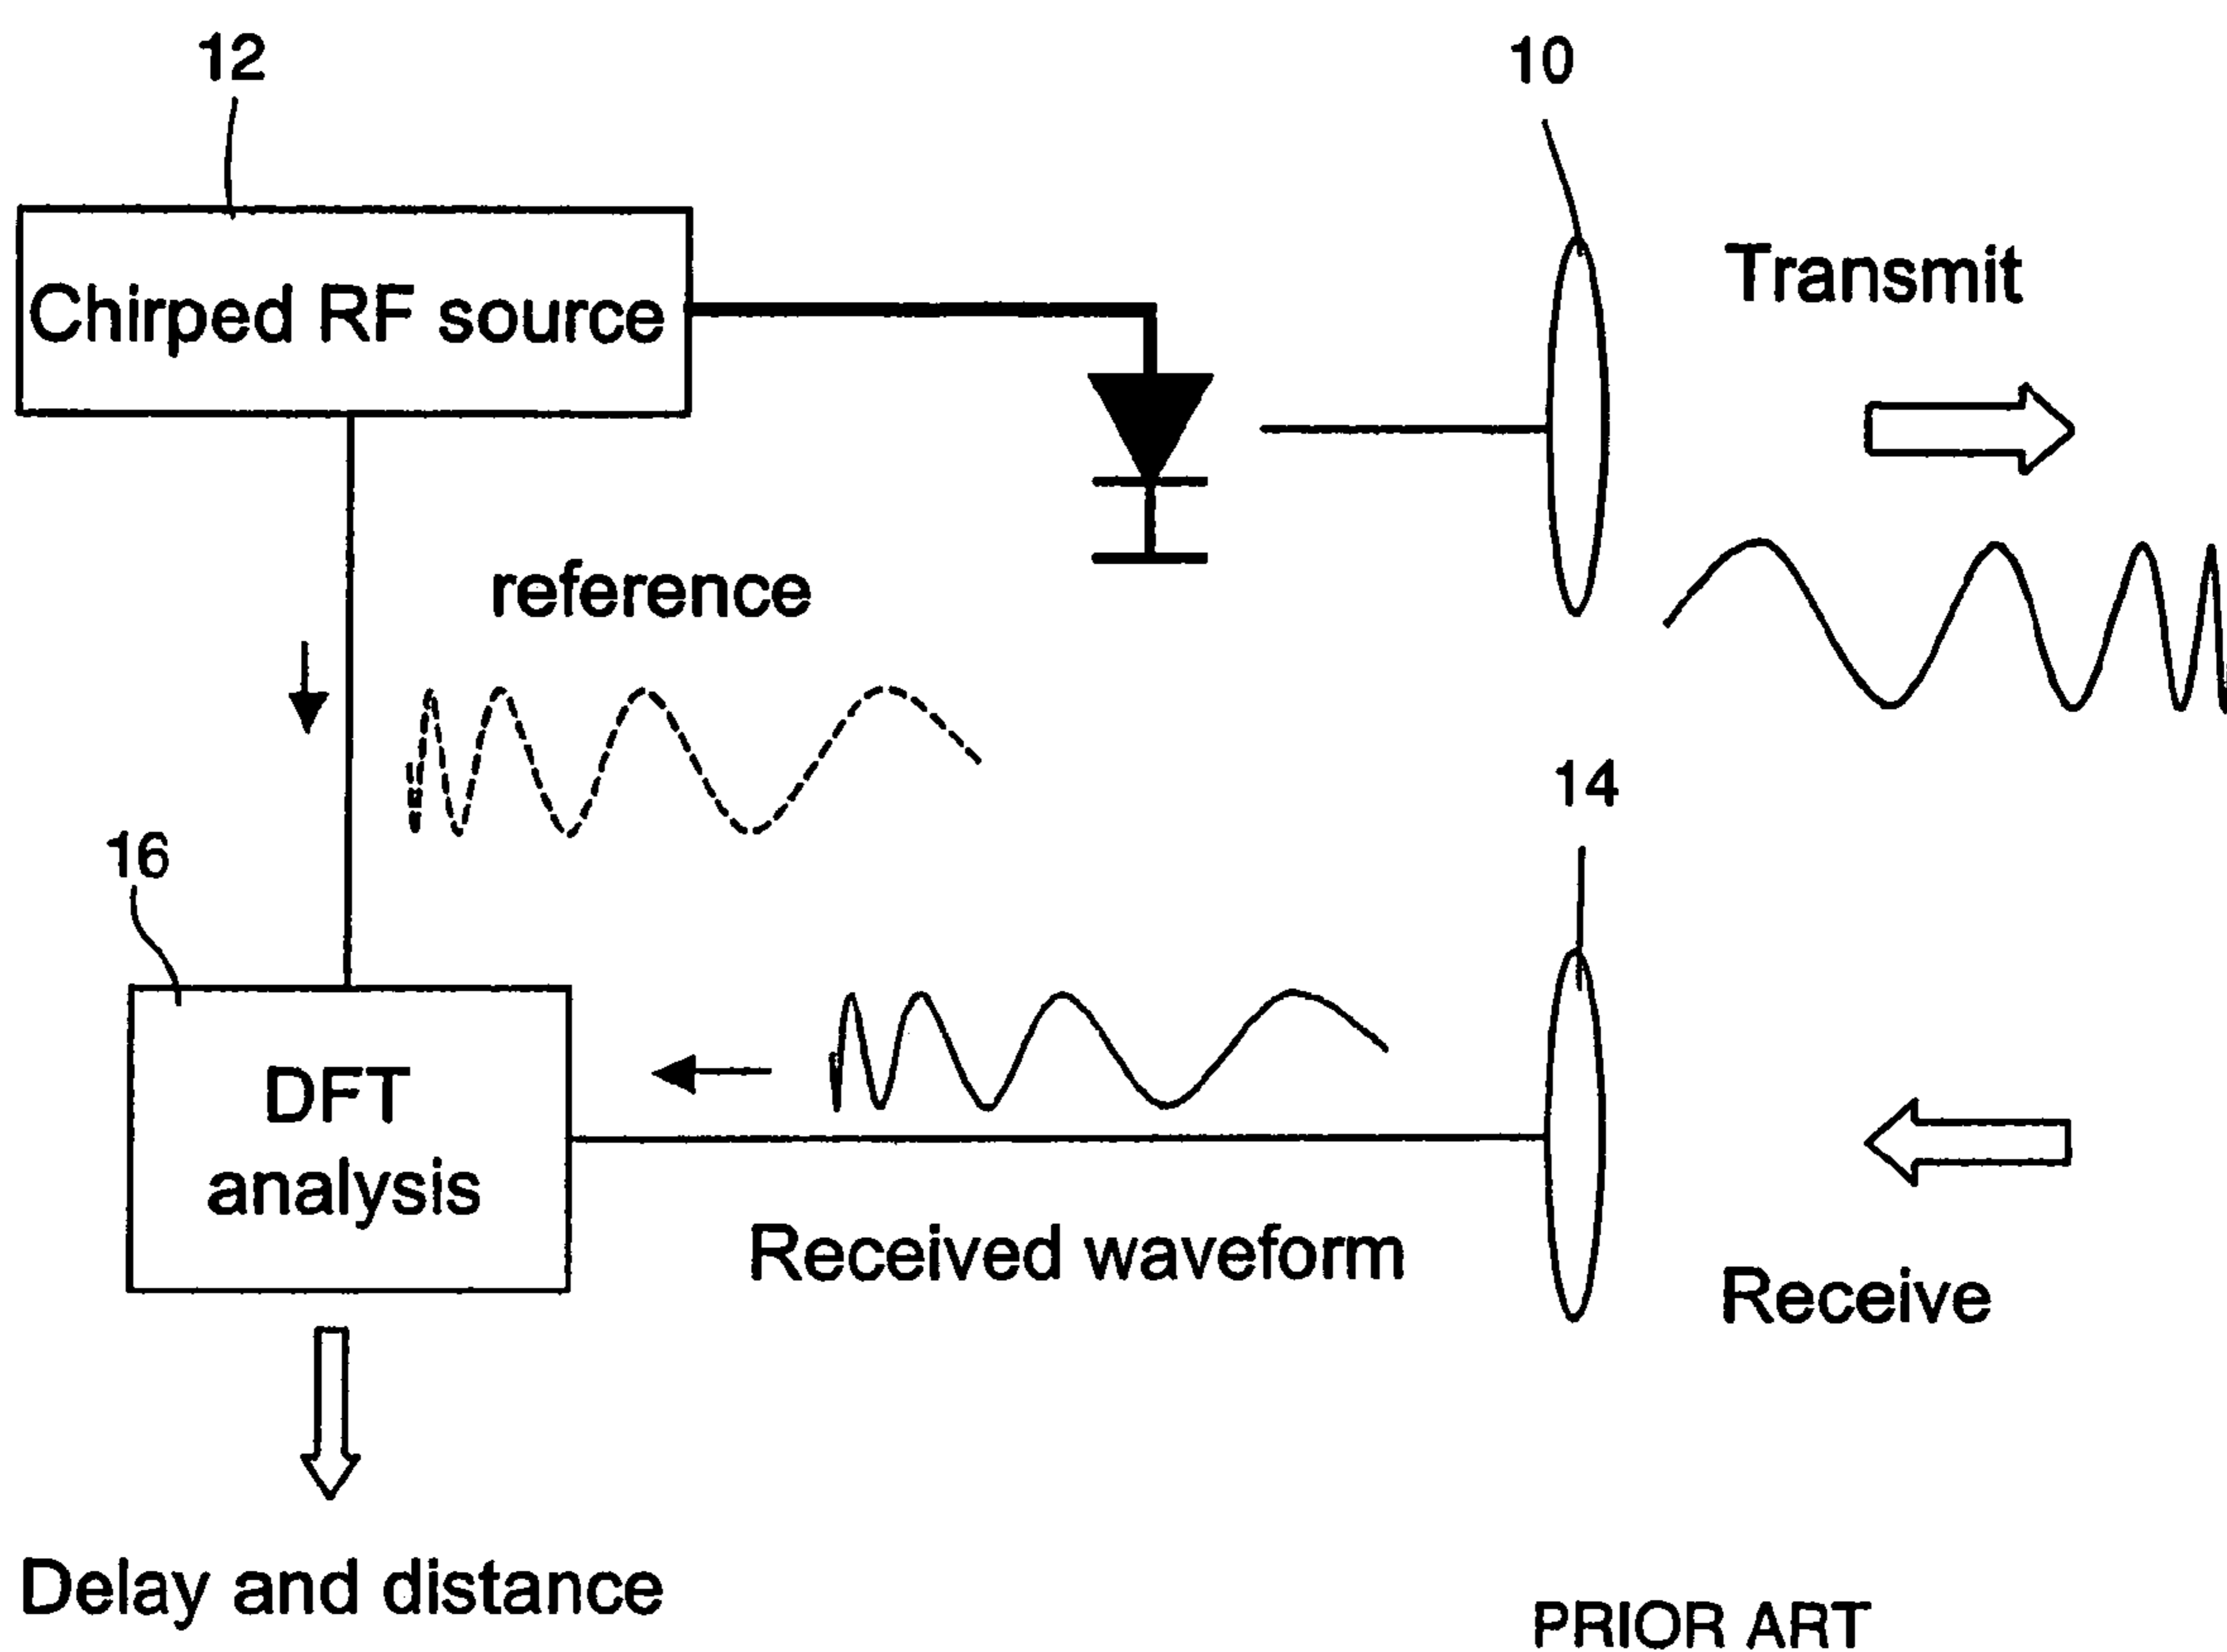 12
10
Chirped RF source
Transmit
reference
14
16
DFT
analysis
Received waveform
Receive
Delay and distance
PRIOR ART